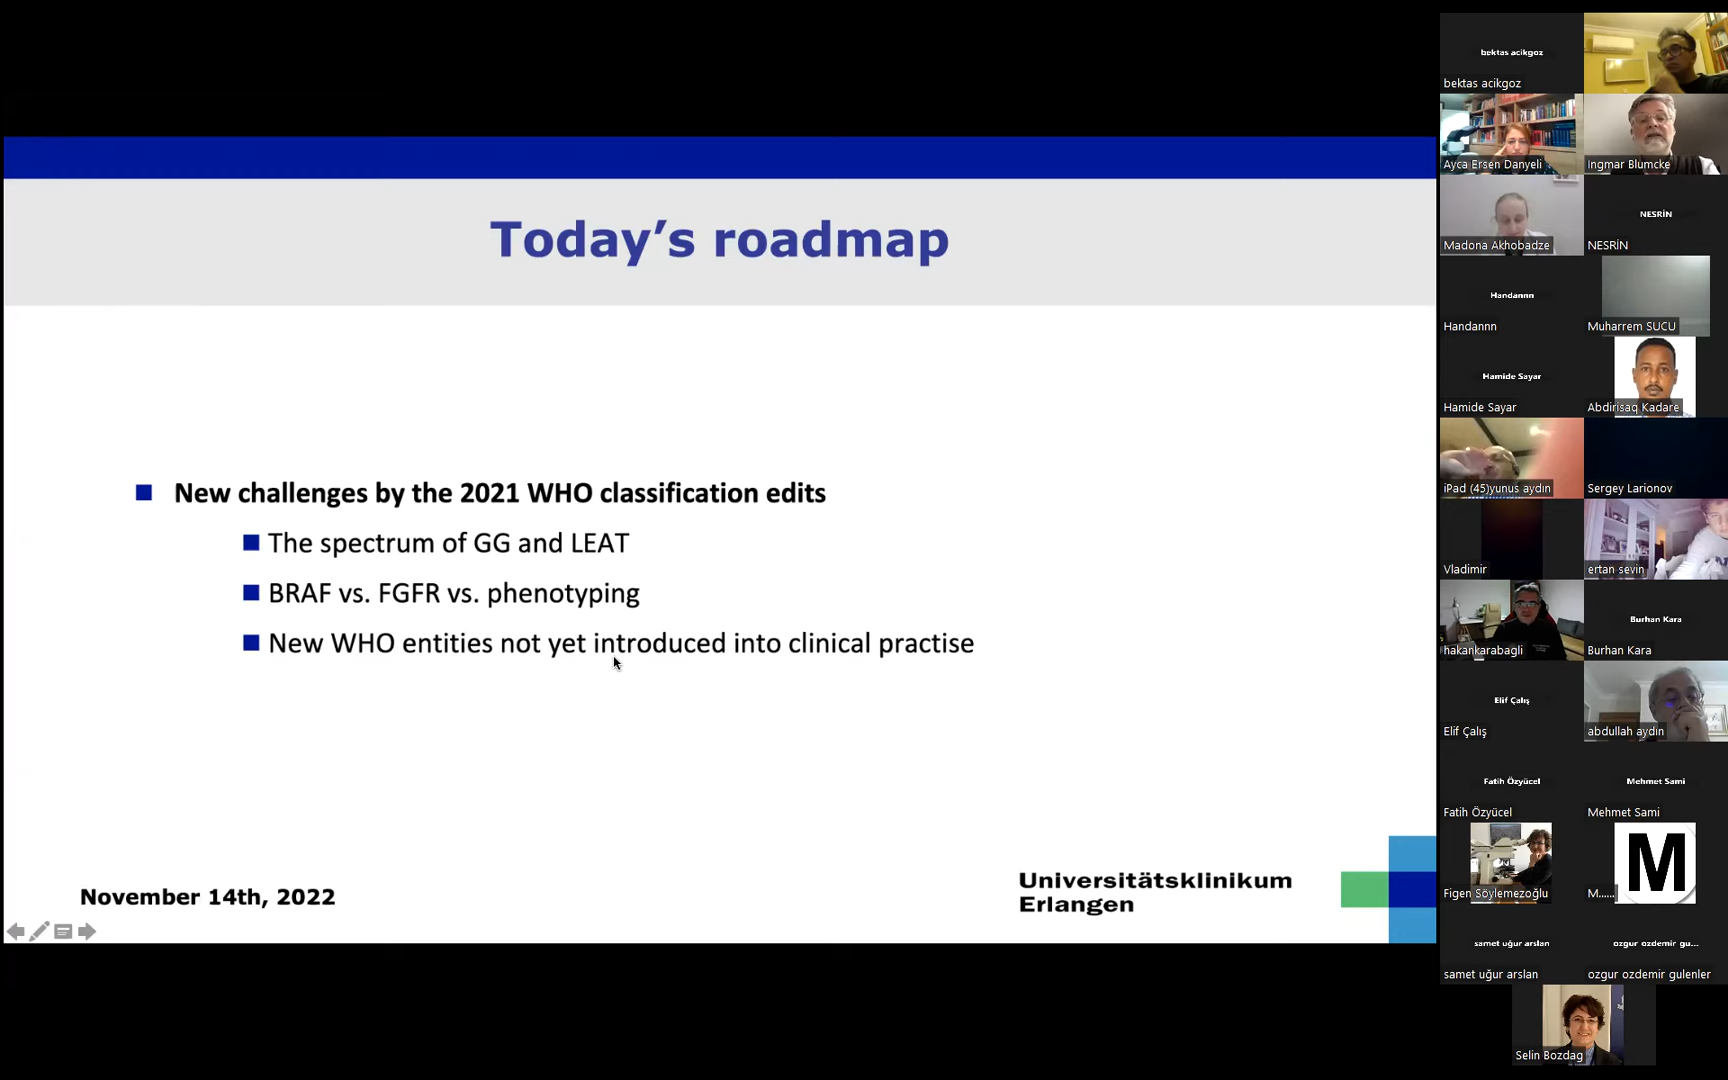 Today’s roadmap
New challenges by the 2021 WHO classification edits
The spectrum of GG and LEAT
BRAF vs. FGFR vs. phenotyping
New WHO entities not yet introduced into clinical practise
November 14th, 2022
Universitätsklinikum
Erlangen
bektas acikgoz
bektas acikgoz
Ayca Ersen Danyeli
Ingmar Blumcke
Madona Akhobadze
NESRİN
NESRİN
Handannn
Handannn
Muharrem SUCU
Hamide Sayar
Hamide Sayar
Abdirisaq Kadare
iPad (45)yunus aydın
Sergey Larionov
Vladimir
ertan sevin
hakankarabagli
Burhan Kara
Burhan Kara
Elif Çalış
Elif Çalış
abdullah aydın
Fatih Özyücel
Fatih Özyücel
Mehmet Sami
Mehmet Sami
Figen Söylemezoğlu
M
M......
samet uğur arslan
samet uğur arslan
ozgur ozdemir gu...
ozgur ozdemir gulenler
Selin Bozdag